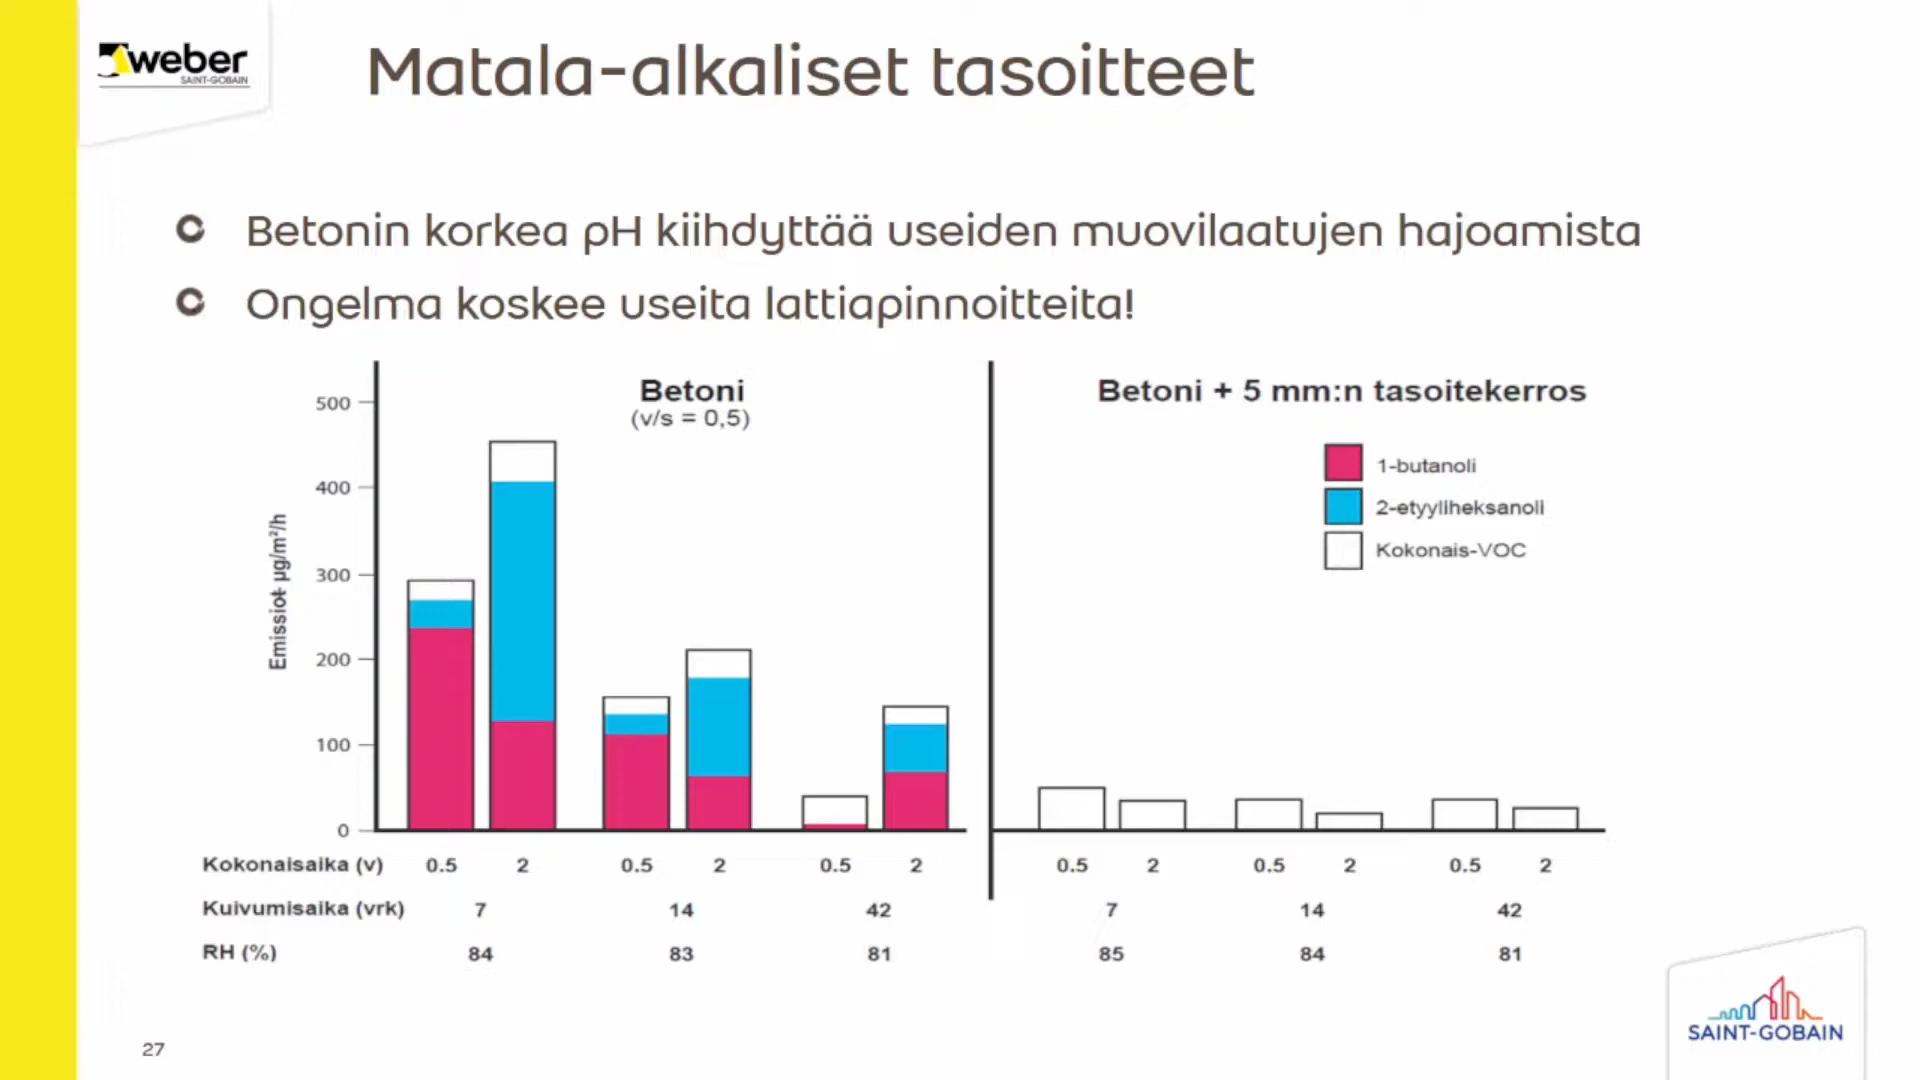 weber
SAINT-GOBAIN
Matala-alkaliset tasoitteet
Betonin korkea pH kiihdyttää useiden muovilaatujen hajoamista
Ongelma koskee useita lattiapinnoitteita!
Betoni
(v/s = 0,5)
Betoni + 5 mm:n tasoitekerros
1-butanoli
2-etyyliheksanoli
Kokonais-VOC
Emissiot µg/m²/h
500
400
300
200
100
0
Kokonaisaika (v) 0.5 2 0.5 2 0.5 2 0.5 2 0.5 2 0.5 2
Kuivumisaika (vrk) 7 14 42 7 14 42
RH (%) 84 83 81 85 84 81
SAINT-GOBAIN
27